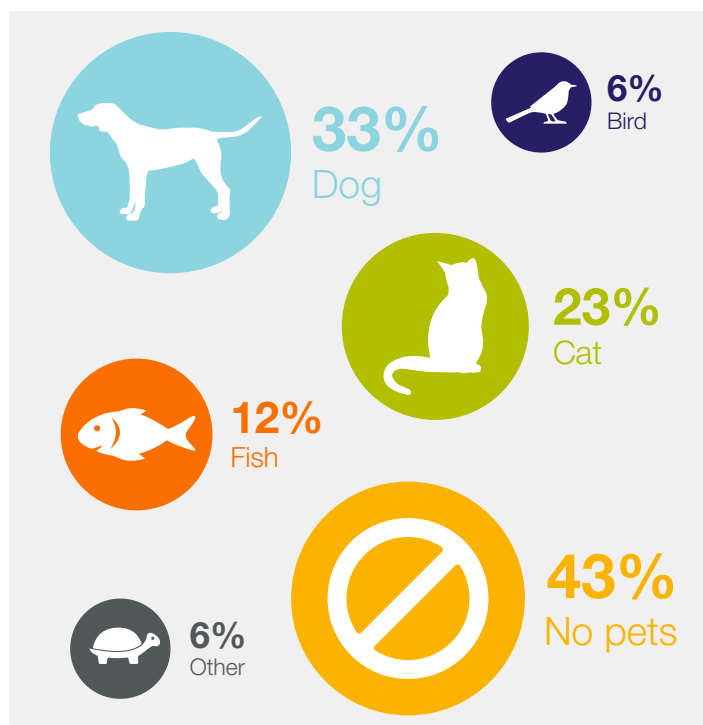 33%
Dog
6%
Bird
23%
Cat
12%
Fish
43%
No pets
6%
Other